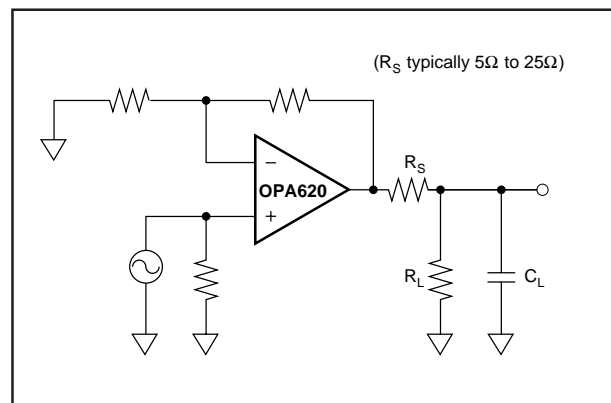 (R_S typically 5Ω to 25Ω)
−
OPA620
+
R_S
R_L
C_L